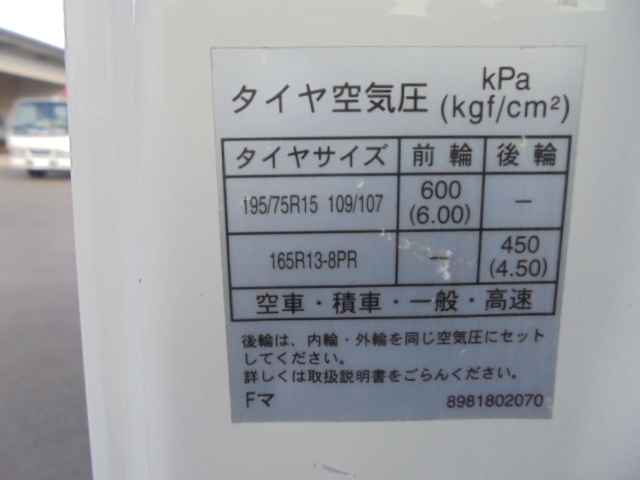 タイヤ空気圧 kPa (kgf/cm²)
タイヤサイズ 前輪 後輪
195/75R15 109/107 600 (6.00) －
165R13-8PR － 450 (4.50)
空車・積車・一般・高速
後輪は、内輪・外輪を同じ空気圧にセット
してください。
詳しくは取扱説明書をごらんください。
Fマ 8981802070